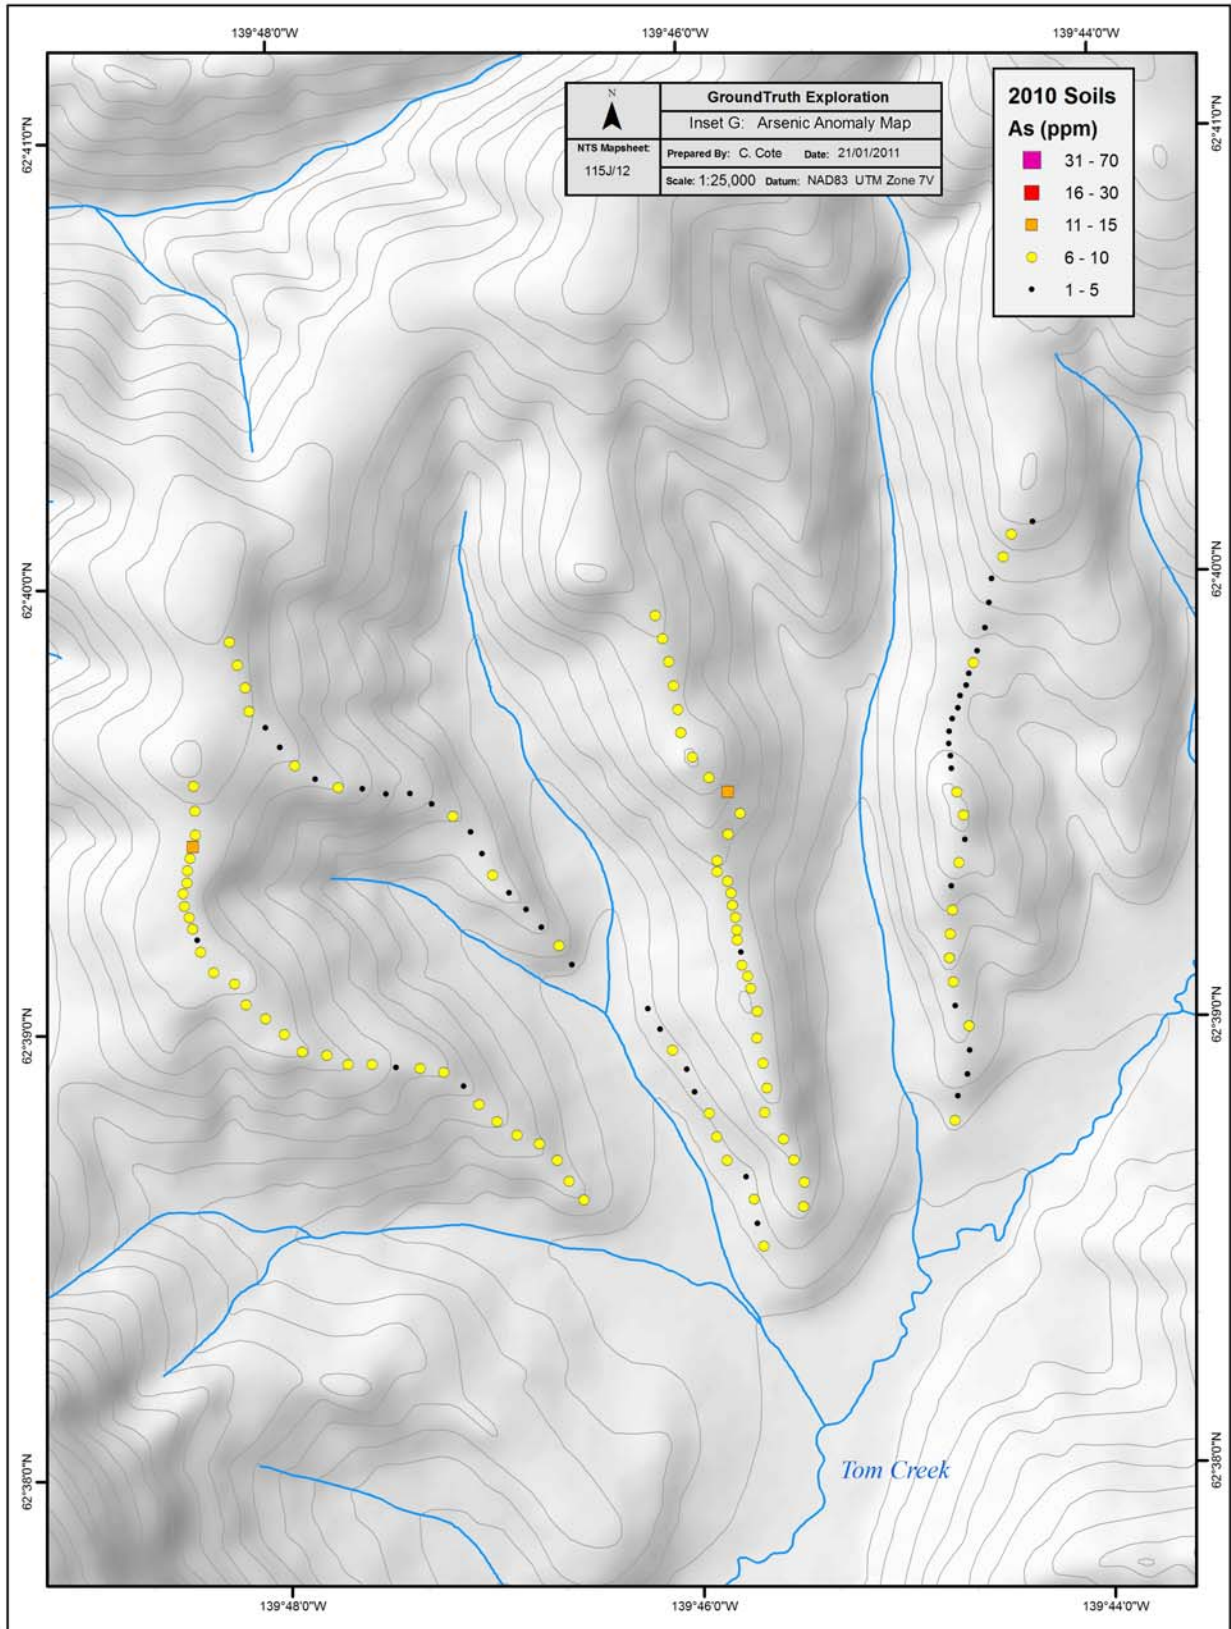 139°48'0"W
139°46'0"W
139°44'0"W
N
NTS Mapsheet:
115J/12
GroundTruth Exploration
Inset G: Arsenic Anomaly Map
Prepared By: C. Cote Date: 21/01/2011
Scale: 1:25,000 Datum: NAD83 UTM Zone 7V
2010 Soils
As (ppm)
31 - 70
16 - 30
11 - 15
6 - 10
1 - 5
62°41'0"N
62°41'0"N
62°40'0"N
62°40'0"N
62°39'0"N
62°39'0"N
62°38'0"N
62°38'0"N
Tom Creek
139°48'0"W
139°46'0"W
139°44'0"W